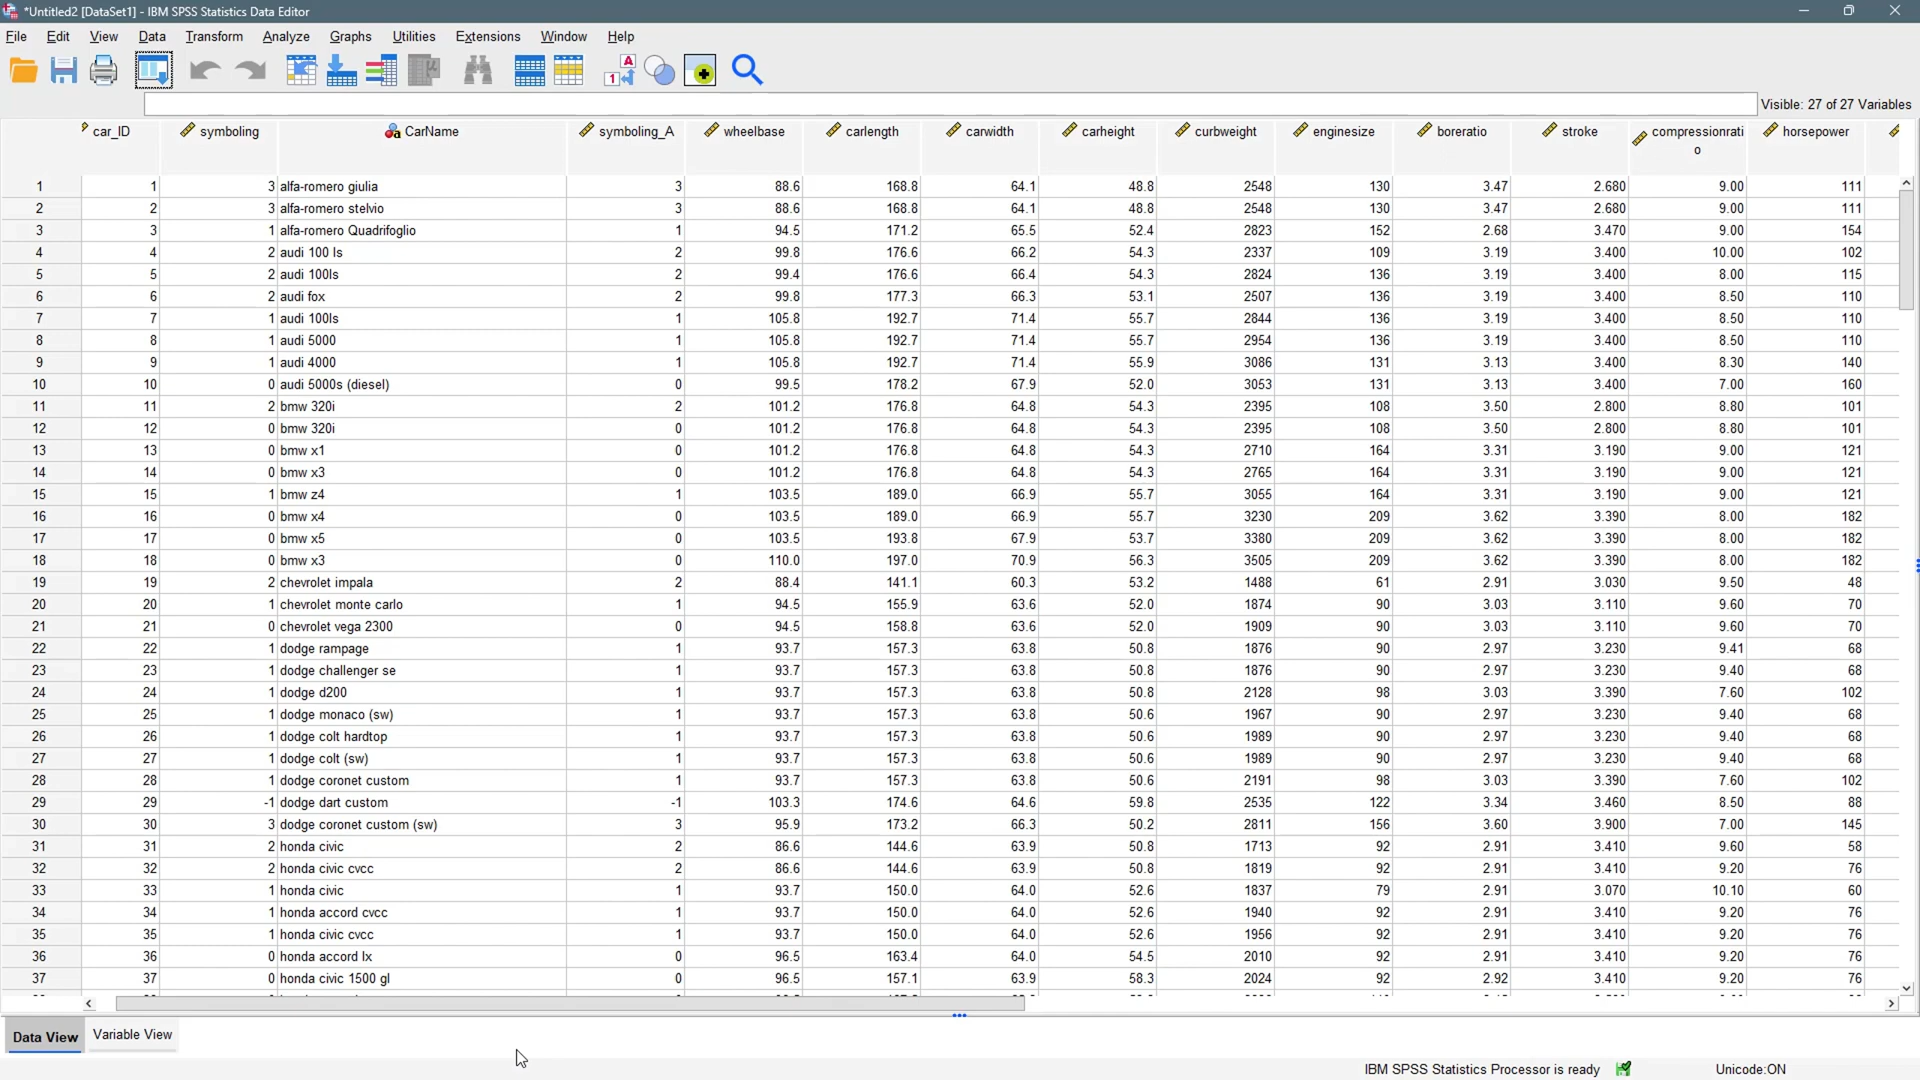 *Untitled2 [DataSet1] - IBM SPSS Statistics Data Editor
File Edit View Data Transform Analyze Graphs Utilities Extensions Window Help
Visible: 27 of 27 Variables
car_ID symboling CarName symboling_A wheelbase carlength carwidth carheight curbweight enginesize boreratio stroke compressionrati horsepower
o
1 1 3 alfa-romero giulia 3 88.6 168.8 64.1 48.8 2548 130 3.47 2.680 9.00 111
2 2 3 alfa-romero stelvio 3 88.6 168.8 64.1 48.8 2548 130 3.47 2.680 9.00 111
3 3 1 alfa-romero Quadrifoglio 1 94.5 171.2 65.5 52.4 2823 152 2.68 3.470 9.00 154
4 4 2 audi 100 ls 2 99.8 176.6 66.2 54.3 2337 109 3.19 3.400 10.00 102
5 5 2 audi 100ls 2 99.4 176.6 66.4 54.3 2824 136 3.19 3.400 8.00 115
6 6 2 audi fox 2 99.8 177.3 66.3 53.1 2507 136 3.19 3.400 8.50 110
7 7 1 audi 100ls 1 105.8 192.7 71.4 55.7 2844 136 3.19 3.400 8.50 110
8 8 1 audi 5000 1 105.8 192.7 71.4 55.7 2954 136 3.19 3.400 8.50 110
9 9 1 audi 4000 1 105.8 192.7 71.4 55.9 3086 131 3.13 3.400 8.30 140
10 10 0 audi 5000s (diesel) 0 99.5 178.2 67.9 52.0 3053 131 3.13 3.400 7.00 160
11 11 2 bmw 320i 2 101.2 176.8 64.8 54.3 2395 108 3.50 2.800 8.80 101
12 12 0 bmw 320i 0 101.2 176.8 64.8 54.3 2395 108 3.50 2.800 8.80 101
13 13 0 bmw x1 0 101.2 176.8 64.8 54.3 2710 164 3.31 3.190 9.00 121
14 14 0 bmw x3 0 101.2 176.8 64.8 54.3 2765 164 3.31 3.190 9.00 121
15 15 1 bmw z4 1 103.5 189.0 66.9 55.7 3055 164 3.31 3.190 9.00 121
16 16 0 bmw x4 0 103.5 189.0 66.9 55.7 3230 209 3.62 3.390 8.00 182
17 17 0 bmw x5 0 103.5 193.8 67.9 53.7 3380 209 3.62 3.390 8.00 182
18 18 0 bmw x3 0 110.0 197.0 70.9 56.3 3505 209 3.62 3.390 8.00 182
19 19 2 chevrolet impala 2 88.4 141.1 60.3 53.2 1488 61 2.91 3.030 9.50 48
20 20 1 chevrolet monte carlo 1 94.5 155.9 63.6 52.0 1874 90 3.03 3.110 9.60 70
21 21 0 chevrolet vega 2300 0 94.5 158.8 63.6 52.0 1909 90 3.03 3.110 9.60 70
22 22 1 dodge rampage 1 93.7 157.3 63.8 50.8 1876 90 2.97 3.230 9.41 68
23 23 1 dodge challenger se 1 93.7 157.3 63.8 50.8 1876 90 2.97 3.230 9.40 68
24 24 1 dodge d200 1 93.7 157.3 63.8 50.8 2128 98 3.03 3.390 7.60 102
25 25 1 dodge monaco (sw) 1 93.7 157.3 63.8 50.6 1967 90 2.97 3.230 9.40 68
26 26 1 dodge colt hardtop 1 93.7 157.3 63.8 50.6 1989 90 2.97 3.230 9.40 68
27 27 1 dodge colt (sw) 1 93.7 157.3 63.8 50.6 1989 90 2.97 3.230 9.40 68
28 28 1 dodge coronet custom 1 93.7 157.3 63.8 50.6 2191 98 3.03 3.390 7.60 102
29 29 -1 dodge dart custom -1 103.3 174.6 64.6 59.8 2535 122 3.34 3.460 8.50 88
30 30 3 dodge coronet custom (sw) 3 95.9 173.2 66.3 50.2 2811 156 3.60 3.900 7.00 145
31 31 2 honda civic 2 86.6 144.6 63.9 50.8 1713 92 2.91 3.410 9.60 58
32 32 2 honda civic cvcc 2 86.6 144.6 63.9 50.8 1819 92 2.91 3.410 9.20 76
33 33 1 honda civic 1 93.7 150.0 64.0 52.6 1837 79 2.91 3.070 10.10 60
34 34 1 honda accord cvcc 1 93.7 150.0 64.0 52.6 1940 92 2.91 3.410 9.20 76
35 35 1 honda civic cvcc 1 93.7 150.0 64.0 52.6 1956 92 2.91 3.410 9.20 76
36 36 0 honda accord lx 0 96.5 163.4 64.0 54.5 2010 92 2.91 3.410 9.20 76
37 37 0 honda civic 1500 gl 0 96.5 157.1 63.9 58.3 2024 92 2.92 3.410 9.20 76
Data View Variable View
IBM SPSS Statistics Processor is ready Unicode:ON